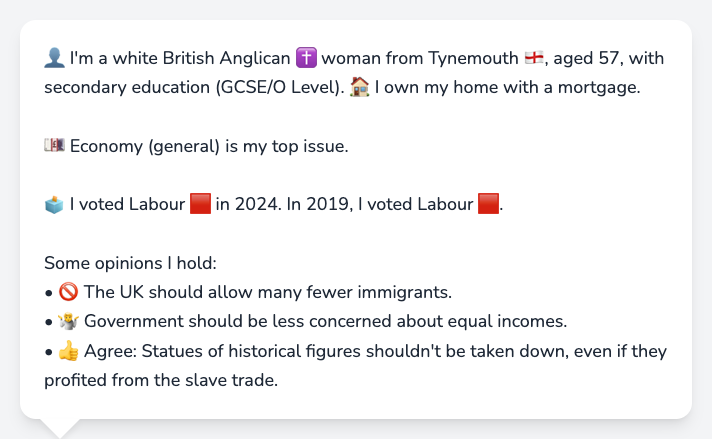 👤 I'm a white British Anglican ✝️ woman from Tynemouth 🏴󠁧󠁢󠁥󠁮󠁧󠁿, aged 57, with
secondary education (GCSE/O Level). 🏠 I own my home with a mortgage.
💷 Economy (general) is my top issue.
🗳️ I voted Labour 🟥 in 2024. In 2019, I voted Labour 🟥.
Some opinions I hold:
• 🚫 The UK should allow many fewer immigrants.
• 🤷 Government should be less concerned about equal incomes.
• 👍 Agree: Statues of historical figures shouldn't be taken down, even if they
profited from the slave trade.